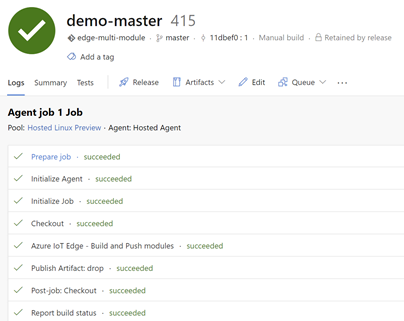 demo-master 415
edge-multi-module · master · 11dbef0 : 1 · Manual build · Retained by release
Add a tag
Logs Summary Tests Release Artifacts Edit Queue ...
Agent job 1 Job
Pool: Hosted Linux Preview · Agent: Hosted Agent
Prepare job · succeeded
Initialize Agent · succeeded
Initialize Job · succeeded
Checkout · succeeded
Azure IoT Edge - Build and Push modules · succeeded
Publish Artifact: drop · succeeded
Post-job: Checkout · succeeded
Report build status · succeeded